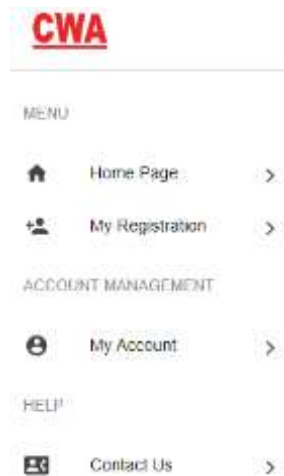 CWA
MENU
Home Page
My Registration
ACCOUNT MANAGEMENT
My Account
HELP
Contact Us